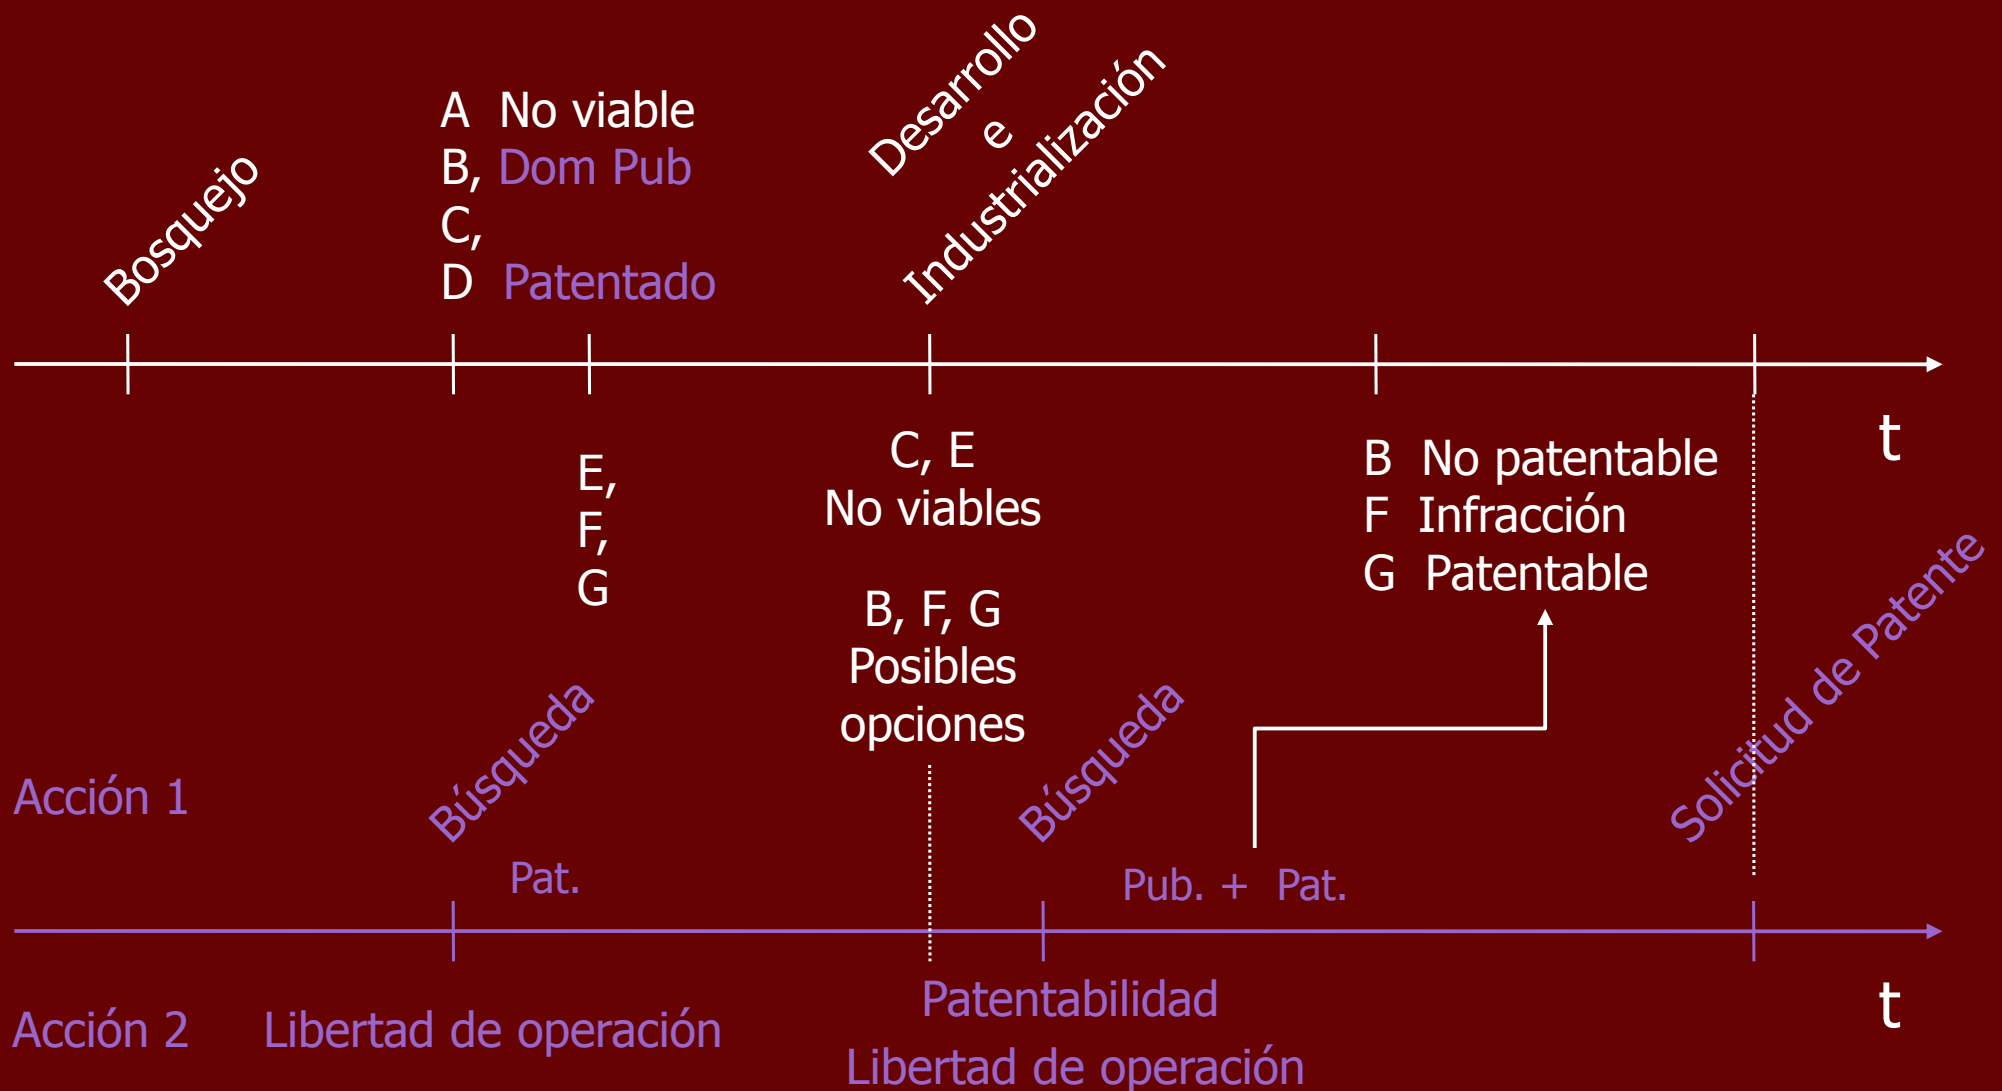 Bosquejo
A No viable
B, Dom Pub
C,
D Patentado
Desarrollo
e
Industrialización
t
E,
F,
G
C, E
No viables
B, F, G
Posibles
opciones
B No patentable
F Infracción
G Patentable
Acción 1
Búsqueda
Pat.
Búsqueda
Pub. + Pat.
Solicitud de Patente
t
Acción 2
Libertad de operación
Patentabilidad
Libertad de operación